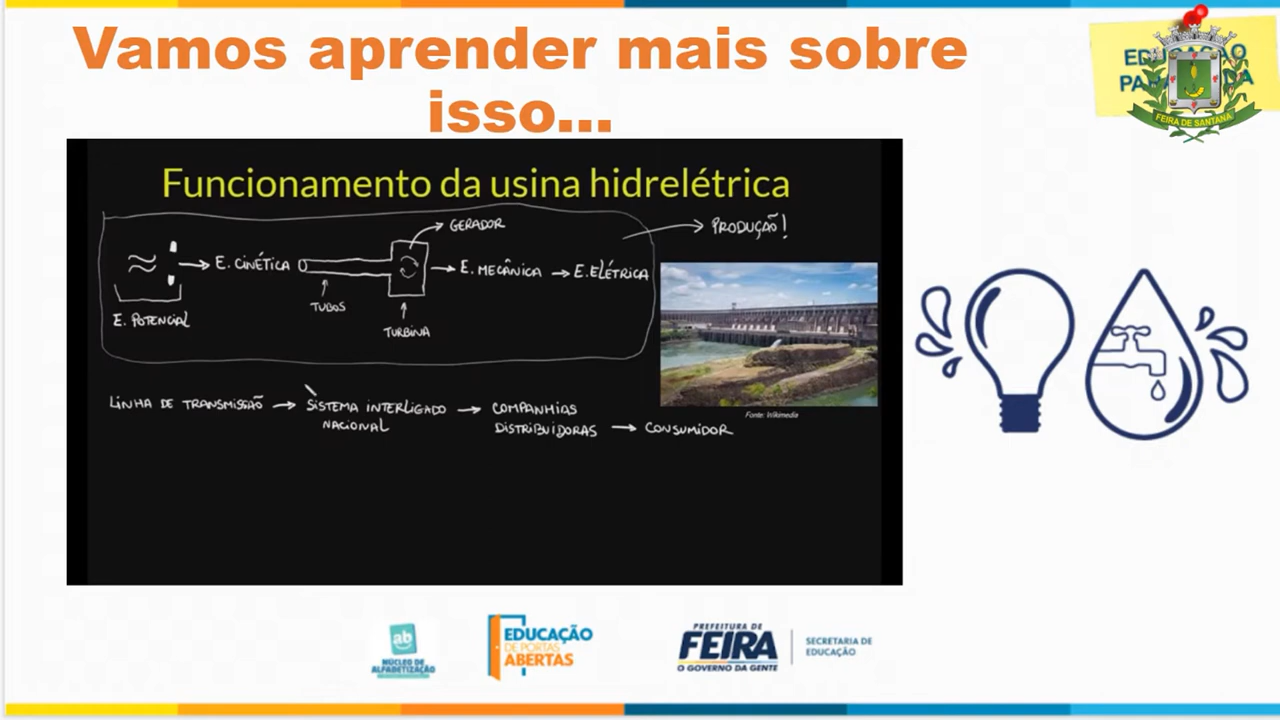 Vamos aprender mais sobre
isso...
FEIRA DE SANTANA
Funcionamento da usina hidrelétrica
GERADOR
PRODUÇÃO!
E. CINÉTICA
E. MECÂNICA
E. ELÉTRICA
TUBOS
E. POTENCIAL
TURBINA
LINHA DE TRANSMISSÃO
SISTEMA INTERLIGADO
NACIONAL
COMPANHIAS
DISTRIBUIDORAS
CONSUMIDOR
Fonte: Wikimedia
ab
NÚCLEO DE
ALFABETIZAÇÃO
EDUCAÇÃO
DE PORTAS
ABERTAS
PREFEITURA DE
FEIRA
O GOVERNO DA GENTE
SECRETARIA DE
EDUCAÇÃO